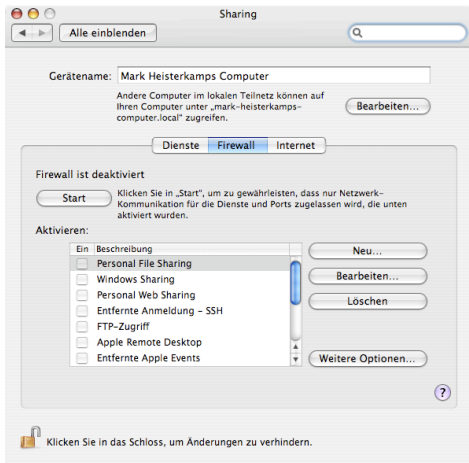 Sharing
Alle einblenden
Gerätename: Mark Heisterkamps Computer
Andere Computer im lokalen Teilnetz können auf
Ihren Computer unter „mark-heisterkamps-
computer.local“ zugreifen.
Bearbeiten...
Dienste Firewall Internet
Firewall ist deaktiviert
Start
Klicken Sie in „Start“, um zu gewährleisten, dass nur Netzwerk-
Kommunikation für die Dienste und Ports zugelassen wird, die unten
aktiviert wurden.
Aktivieren:
Ein Beschreibung
Personal File Sharing
Windows Sharing
Personal Web Sharing
Entfernte Anmeldung – SSH
FTP-Zugriff
Apple Remote Desktop
Entfernte Apple Events
Neu...
Bearbeiten...
Löschen
Weitere Optionen...
?
Klicken Sie in das Schloss, um Änderungen zu verhindern.